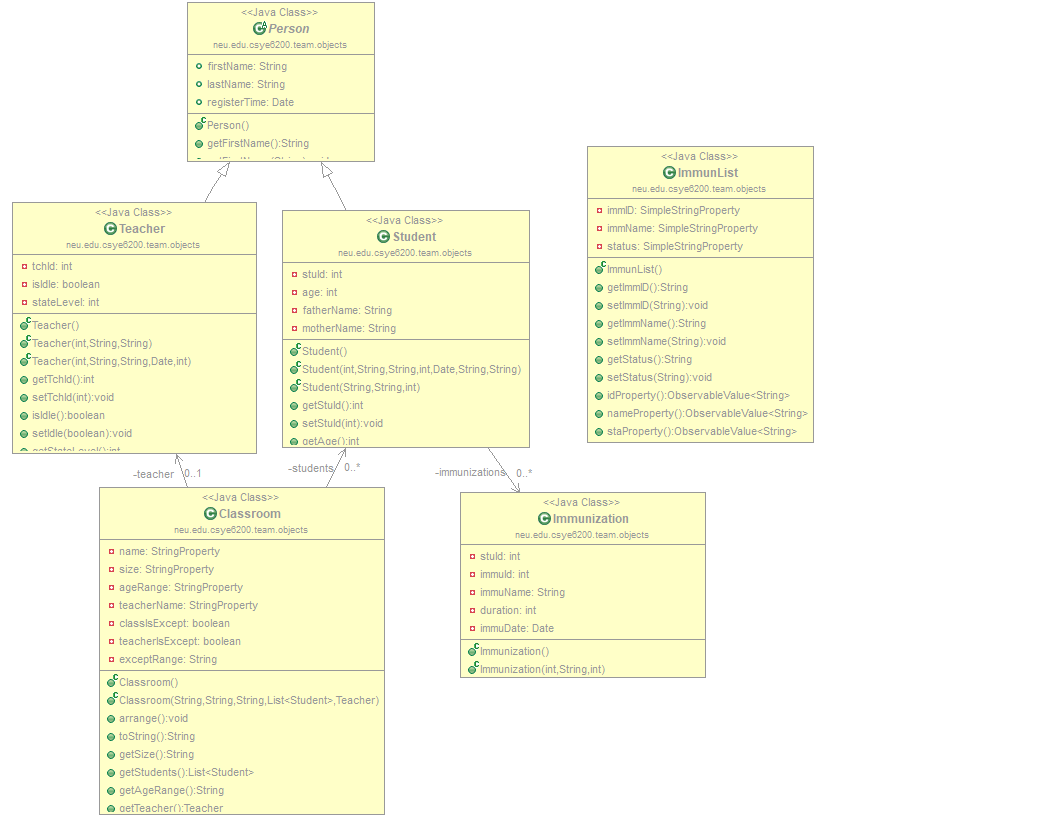 <<Java Class>>
Person
neu.edu.csye6200.team.objects
firstName: String
lastName: String
registerTime: Date
Person()
getFirstName():String
<<Java Class>>
ImmunList
neu.edu.csye6200.team.objects
immID: SimpleStringProperty
immName: SimpleStringProperty
status: SimpleStringProperty
ImmunList()
getImmID():String
setImmID(String):void
getImmName():String
setImmName(String):void
getStatus():String
setStatus(String):void
idProperty():ObservableValue<String>
nameProperty():ObservableValue<String>
staProperty():ObservableValue<String>
<<Java Class>>
Teacher
neu.edu.csye6200.team.objects
tchId: int
isIdle: boolean
stateLevel: int
Teacher()
Teacher(int,String,String)
Teacher(int,String,String,Date,int)
getTchId():int
setTchId(int):void
isIdle():boolean
setIdle(boolean):void
getStateLevel():int
<<Java Class>>
Student
neu.edu.csye6200.team.objects
stuId: int
age: int
fatherName: String
motherName: String
Student()
Student(int,String,String,int,Date,String,String)
Student(String,String,int)
getStuId():int
setStuId(int):void
getAge():int
-teacher 0..1
-students 0..*
-immunizations 0..*
<<Java Class>>
Classroom
neu.edu.csye6200.team.objects
name: StringProperty
size: StringProperty
ageRange: StringProperty
teacherName: StringProperty
classIsExcept: boolean
teacherIsExcept: boolean
exceptRange: String
Classroom()
Classroom(String,String,String,List<Student>,Teacher)
arrange():void
toString():String
getSize():String
getStudents():List<Student>
getAgeRange():String
getTeacher():Teacher
<<Java Class>>
Immunization
neu.edu.csye6200.team.objects
stuId: int
immuId: int
immuName: String
duration: int
immuDate: Date
Immunization()
Immunization(int,String,int)